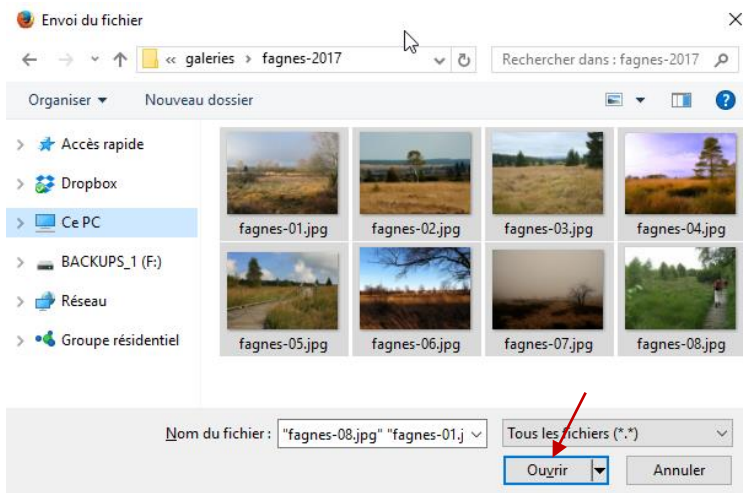 Envoi du fichier
« galeries > fagnes-2017
Rechercher dans : fagnes-2017
Organiser
Nouveau dossier
?
Accès rapide
Dropbox
Ce PC
BACKUPS_1 (F:)
Réseau
Groupe résidentiel
fagnes-01.jpg
fagnes-02.jpg
fagnes-03.jpg
fagnes-04.jpg
fagnes-05.jpg
fagnes-06.jpg
fagnes-07.jpg
fagnes-08.jpg
Nom du fichier :
"fagnes-08.jpg" "fagnes-01.j
Tous les fichiers (*.*)
Ouvrir
Annuler